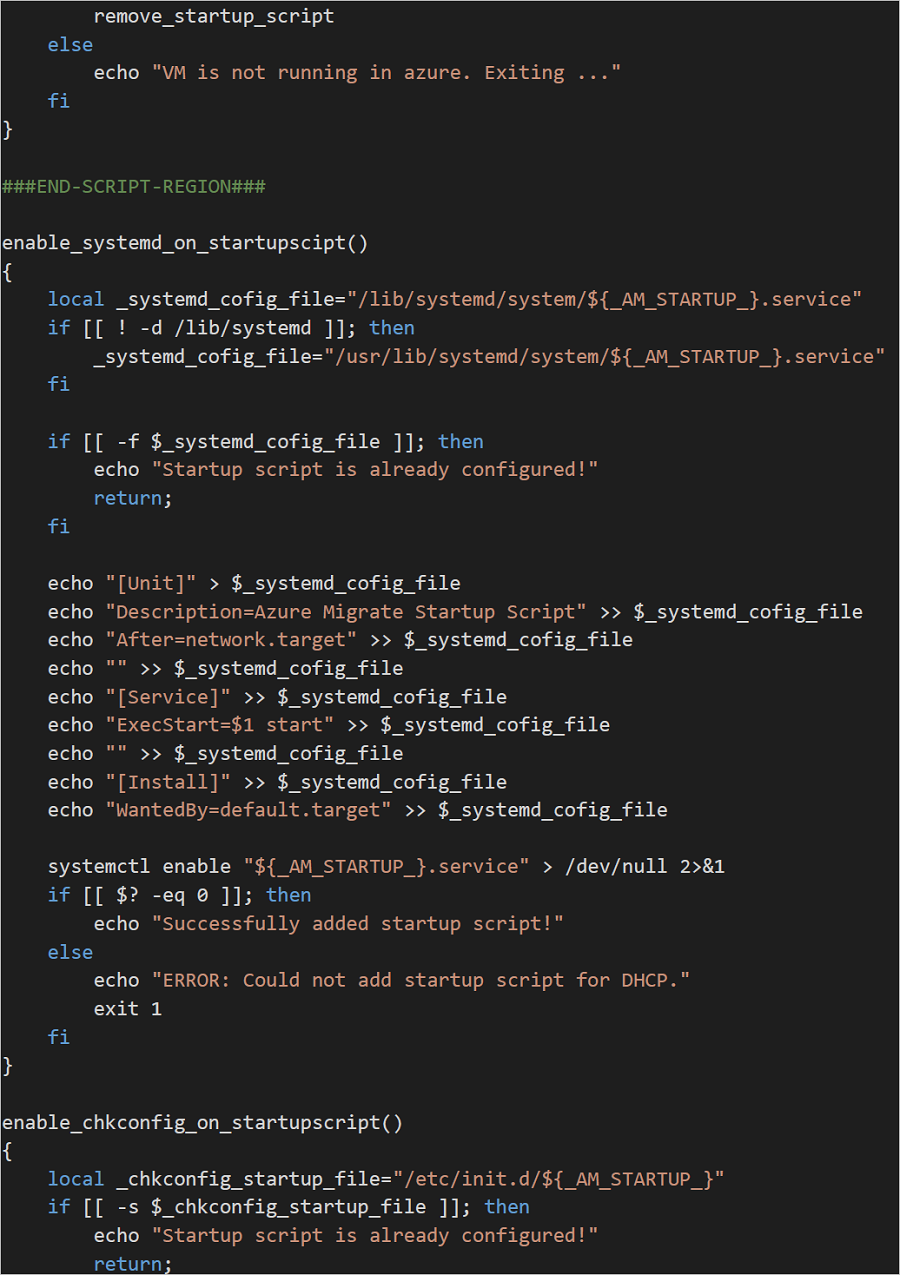 remove_startup_script
    else
        echo "VM is not running in azure. Exiting ..."
    fi
}

###END-SCRIPT-REGION###

enable_systemd_on_startupscipt()
{
    local _systemd_cofig_file="/lib/systemd/system/${_AM_STARTUP_}.service"
    if [[ ! -d /lib/systemd ]]; then
        _systemd_cofig_file="/usr/lib/systemd/system/${_AM_STARTUP_}.service"
    fi

    if [[ -f $_systemd_cofig_file ]]; then
        echo "Startup script is already configured!"
        return;
    fi

    echo "[Unit]" > $_systemd_cofig_file
    echo "Description=Azure Migrate Startup Script" >> $_systemd_cofig_file
    echo "After=network.target" >> $_systemd_cofig_file
    echo "" >> $_systemd_cofig_file
    echo "[Service]" >> $_systemd_cofig_file
    echo "ExecStart=$1 start" >> $_systemd_cofig_file
    echo "" >> $_systemd_cofig_file
    echo "[Install]" >> $_systemd_cofig_file
    echo "WantedBy=default.target" >> $_systemd_cofig_file

    systemctl enable "${_AM_STARTUP_}.service" > /dev/null 2>&1
    if [[ $? -eq 0 ]]; then
        echo "Successfully added startup script!"
    else
        echo "ERROR: Could not add startup script for DHCP."
        exit 1
    fi
}

enable_chkconfig_on_startupscript()
{
    local _chkconfig_startup_file="/etc/init.d/${_AM_STARTUP_}"
    if [[ -s $_chkconfig_startup_file ]]; then
        echo "Startup script is already configured!"
        return;